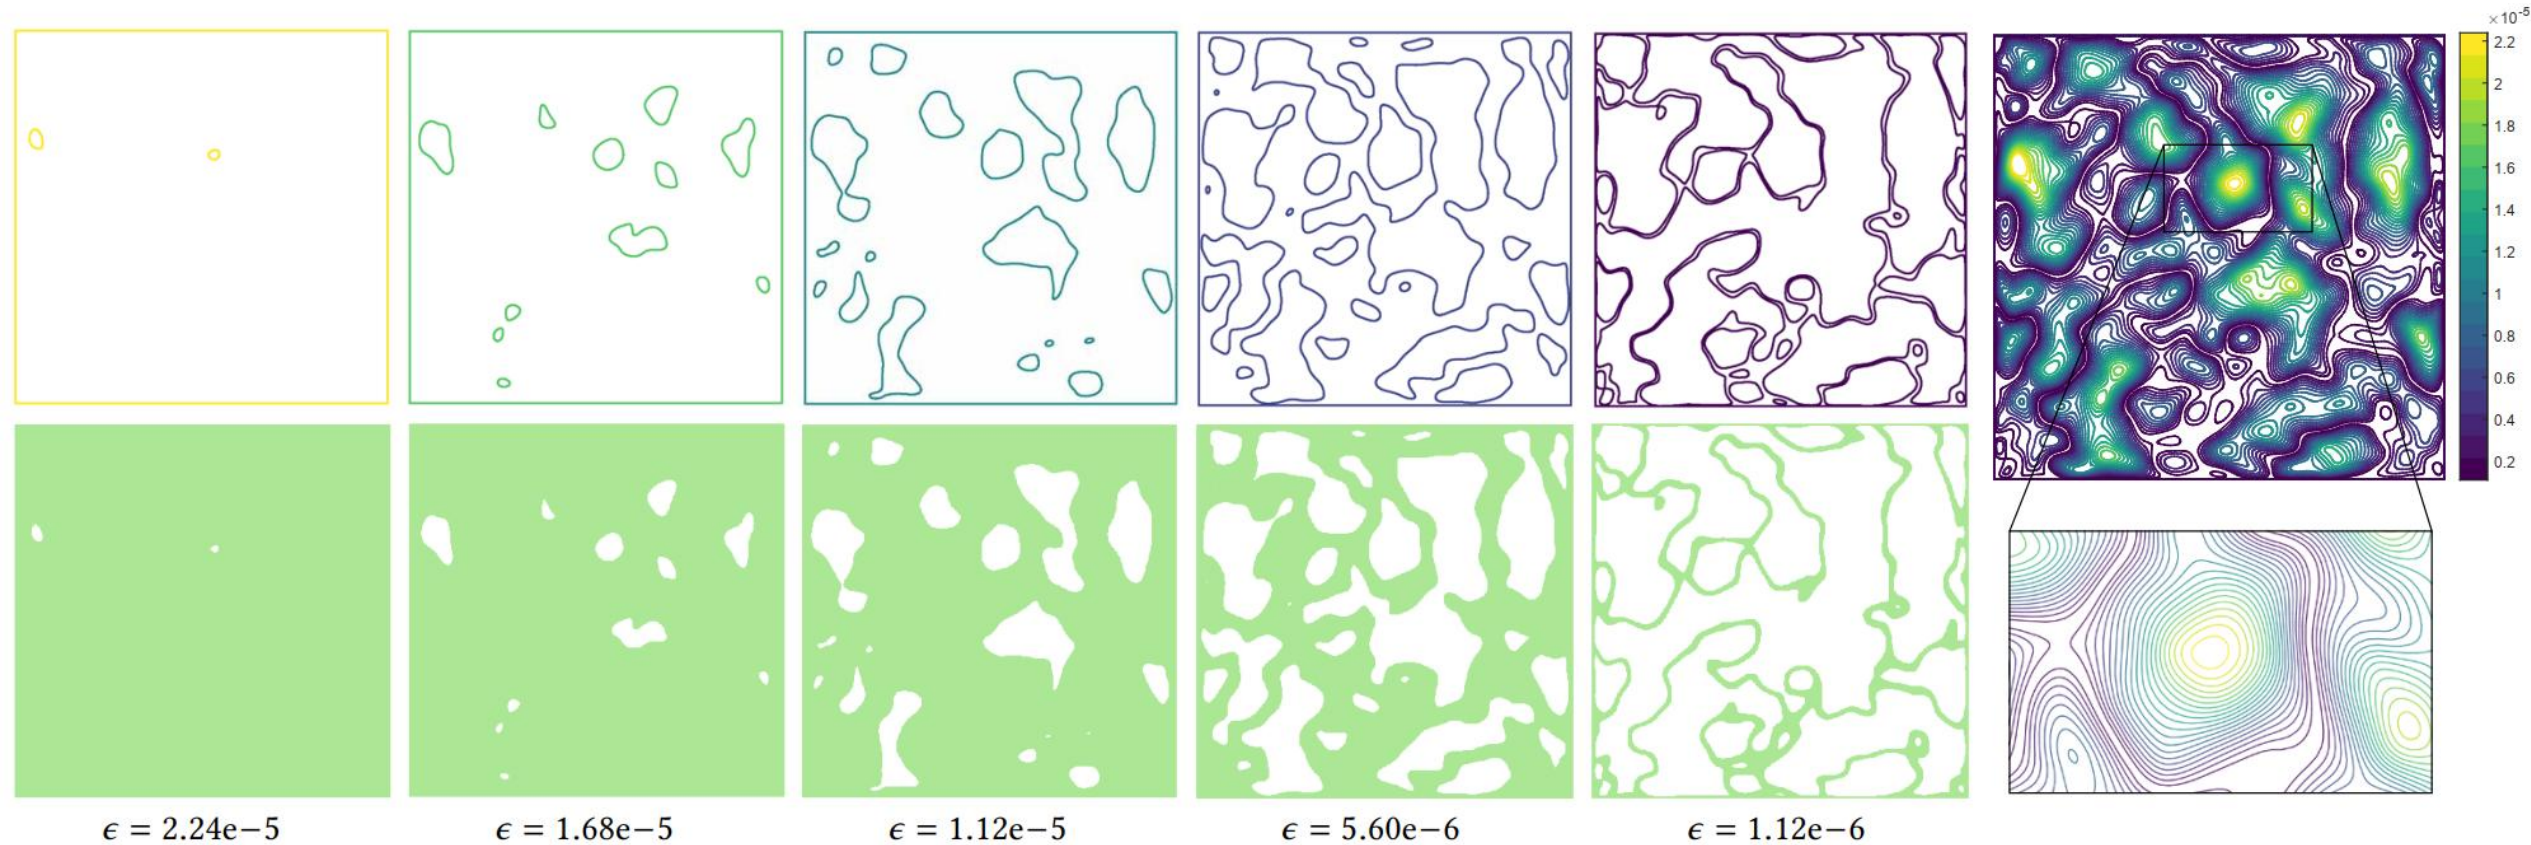 ×10-5
2.2
2
1.8
1.6
1.4
1.2
1
0.8
0.6
0.4
0.2
ϵ = 2.24e−5
ϵ = 1.68e−5
ϵ = 1.12e−5
ϵ = 5.60e−6
ϵ = 1.12e−6